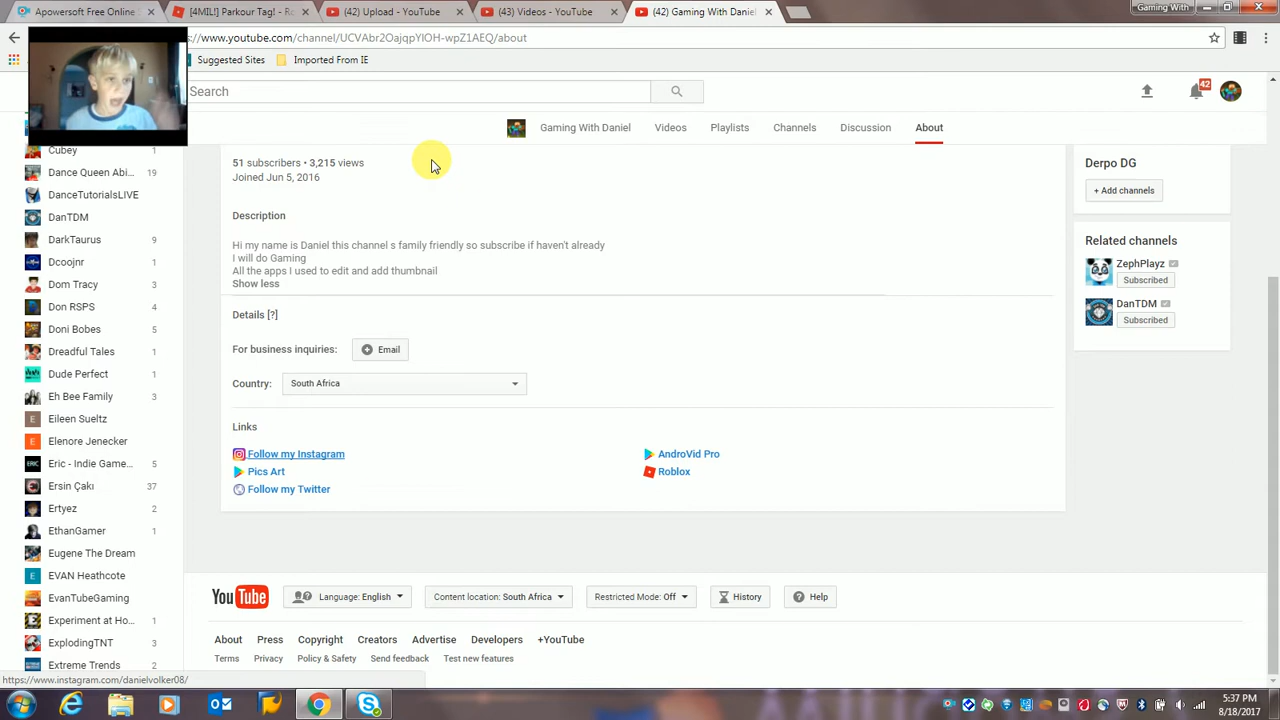 Apowersoft Free Online
[4MIL!] Parkour Tag! - R
(42) Upload - YouTube
(43) Videos - YouTube
(42) Gaming With Daniel
Gaming With
www.youtube.com/channel/UCVAbr2OajqpYIOH-wpZ1AEQ/about
Suggested Sites
Imported From IE
Search
42
Gaming With Daniel
Videos
Playlists
Channels
Discussion
About
Cubey 1
Dance Queen Abi... 19
DanceTutorialsLIVE
DanTDM
DarkTaurus 9
Dcoojnr 1
Dom Tracy 3
Don RSPS 4
Doni Bobes 5
Dreadful Tales 1
Dude Perfect 1
Eh Bee Family 3
E Eileen Sueltz
E Elenore Jenecker
ERIC Eric - Indie Game... 5
Ersin Çakı 37
Ertyez 2
EthanGamer 1
Eugene The Dream
E EVAN Heathcote
EvanTubeGaming
Experiment at Ho... 1
ExplodingTNT 3
Extreme Trends 2
51 subscribers • 3,215 views
Joined Jun 5, 2016
Description
Hi my name is Daniel this channel s family friendly so subscribe if haven't already
I will do Gaming
All the apps I used to edit and add thumbnail
Show less
Details [?]
For business inquiries: Email
Country: South Africa
Links
Follow my Instagram
AndroVid Pro
Pics Art
Roblox
Follow my Twitter
Derpo DG
+ Add channels
Related channels
ZephPlayz
Subscribed
DanTDM
Subscribed
YouTube
Language: English
Content location: South Africa
Restricted Mode: Off
History
Help
About Press Copyright Creators Advertise Developers +YouTube
Terms Privacy Policy & Safety Send feedback Test new features
https://www.instagram.com/danielvolker08/
5:37 PM
8/18/2017